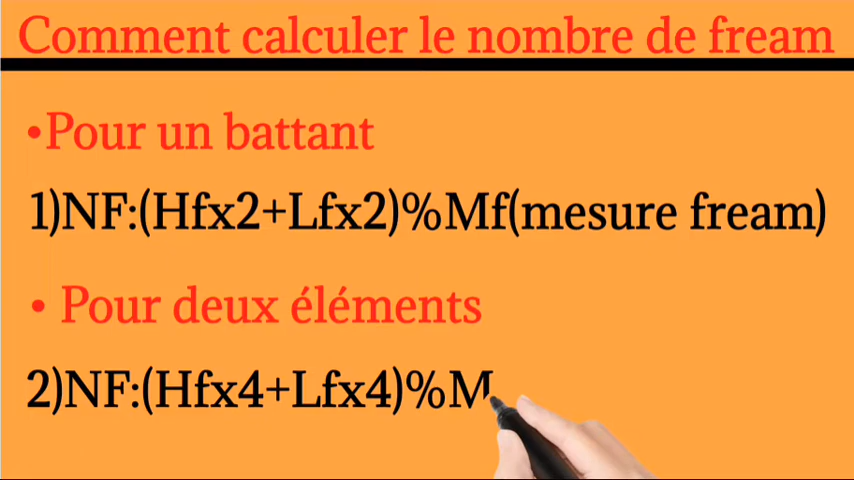 Comment calculer le nombre de fream
•Pour un battant
1)NF:(Hfx2+Lfx2)%Mf(mesure fream)
• Pour deux éléments
2)NF:(Hfx4+Lfx4)%M